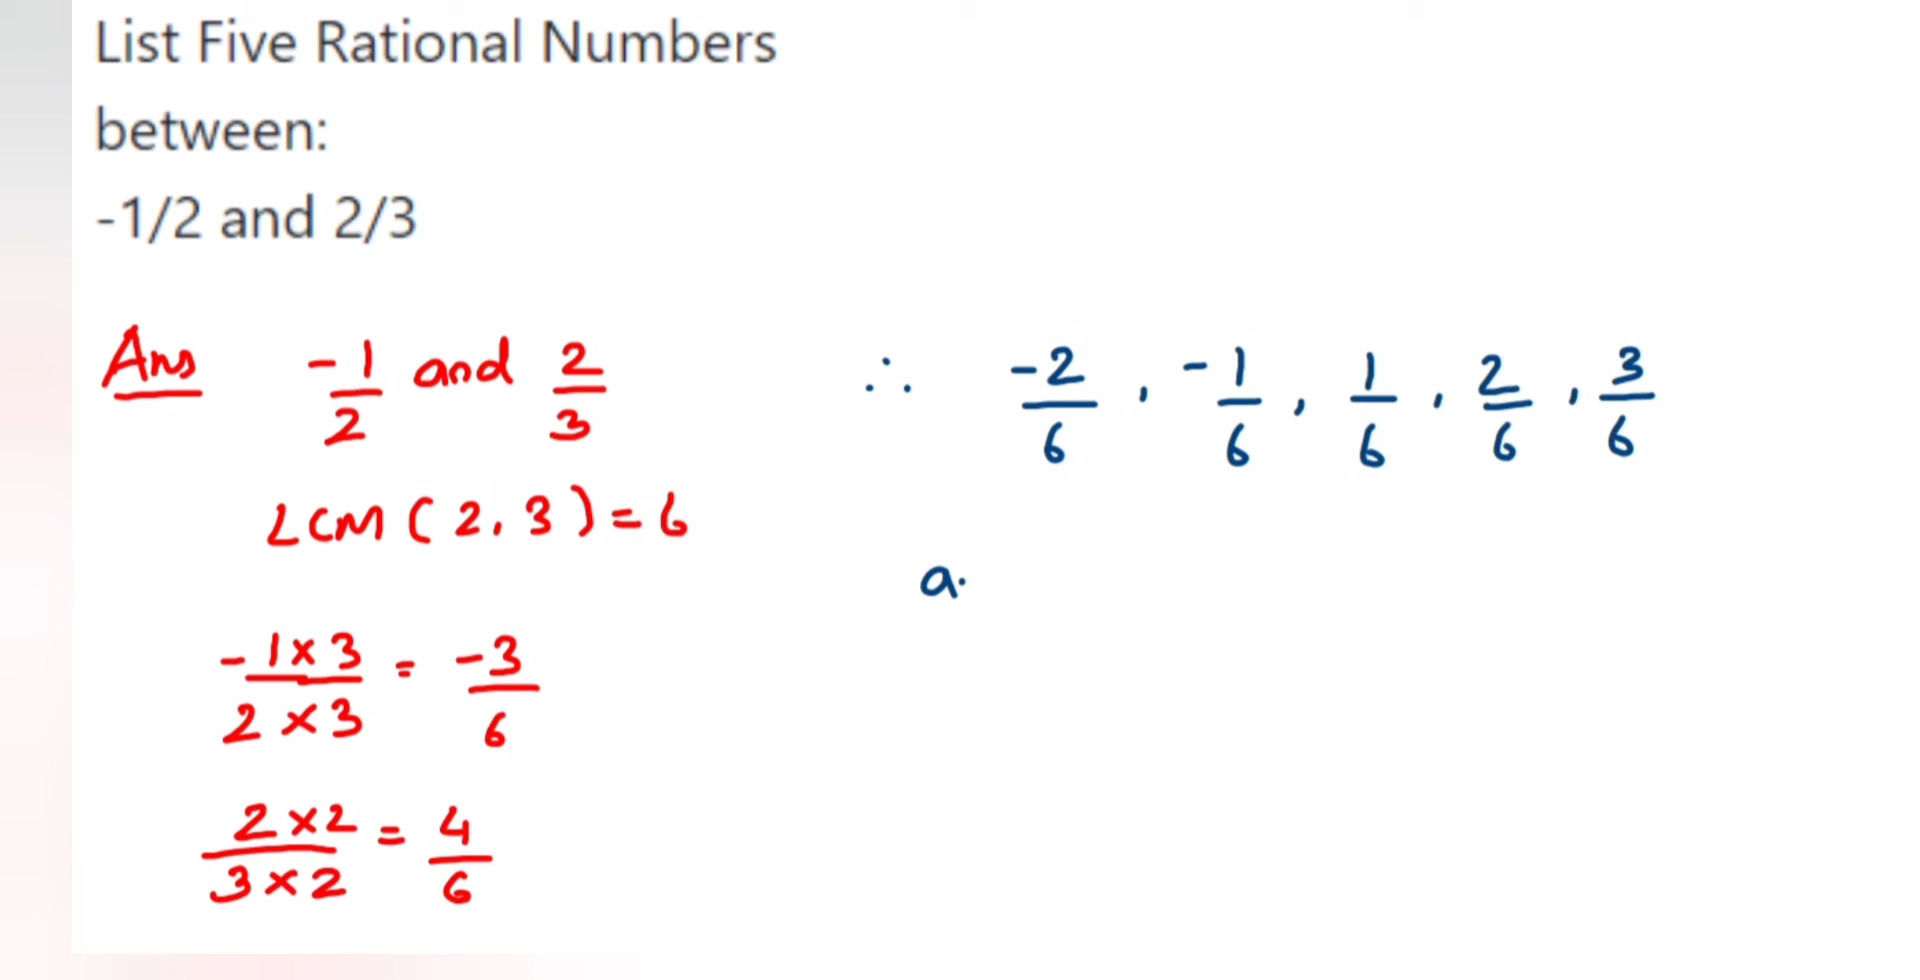 List Five Rational Numbers
between:
-1/2 and 2/3
Ans -1/2 and 2/3
LCM (2,3) = 6
-1×3/2×3 = -3/6
2×2/3×2 = 4/6
∴ -2/6, -1/6, 1/6, 2/6, 3/6
a.